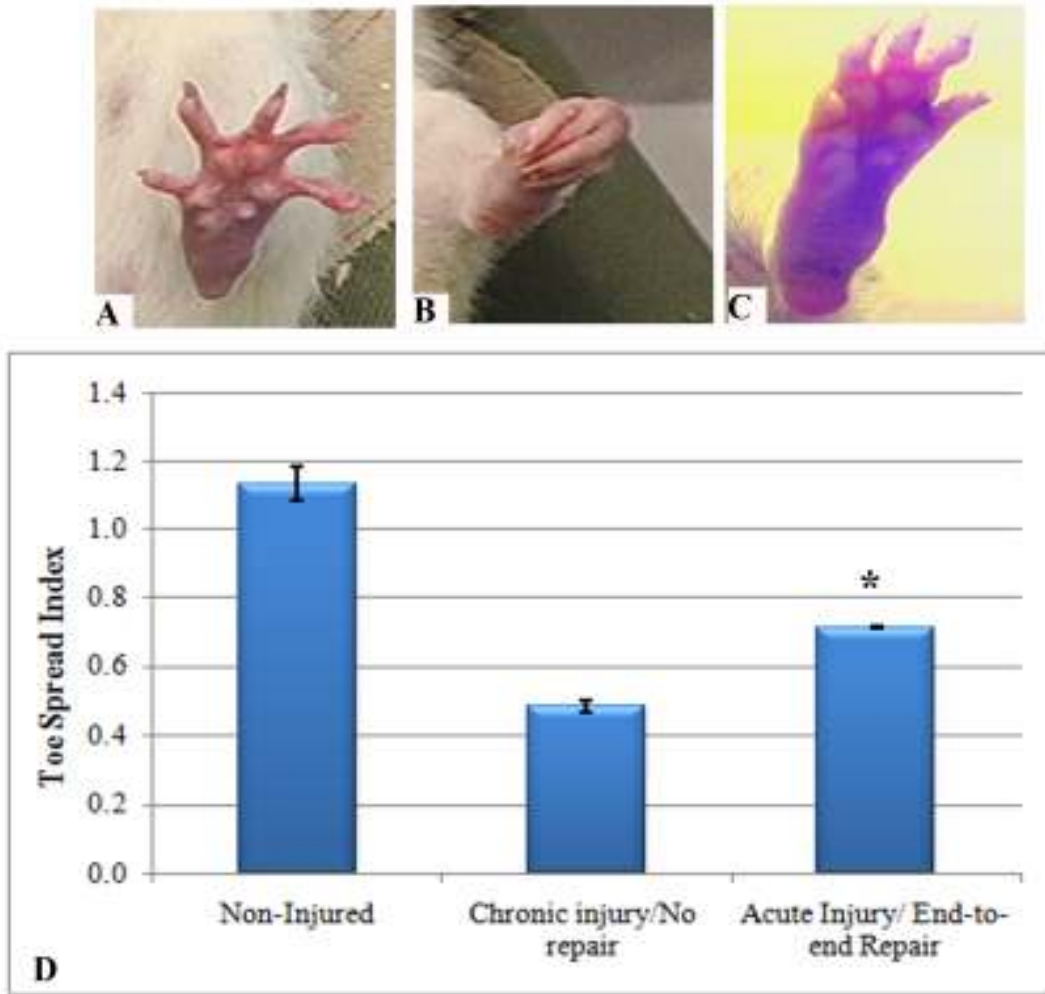 A
B
C
1.4
1.2
1.0
0.8
0.6
0.4
0.2
0.0
Toe Spread Index
*
Non-Injured
Chronic injury/No
repair
Acute Injury/ End-to-
end Repair
D